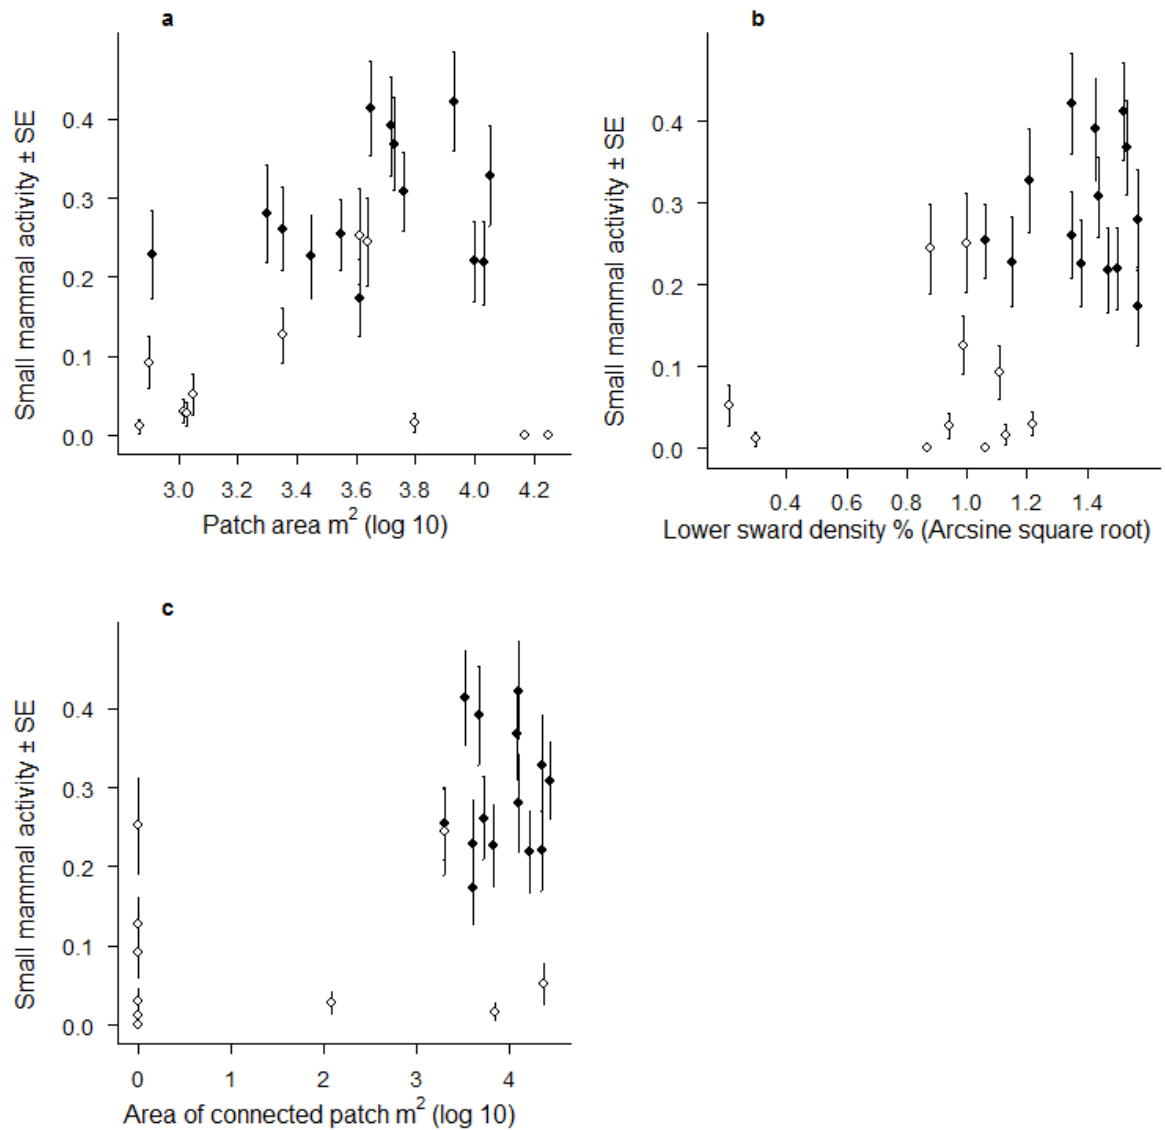 a
Small mammal activity ± SE
0.4
0.3
0.2
0.1
0.0
3.0 3.2 3.4 3.6 3.8 4.0 4.2
Patch area m² (log 10)
b
Small mammal activity ± SE
0.4
0.3
0.2
0.1
0.0
0.4 0.6 0.8 1.0 1.2 1.4
Lower sward density % (Arcsine square root)
c
Small mammal activity ± SE
0.4
0.3
0.2
0.1
0.0
0 1 2 3 4
Area of connected patch m² (log 10)